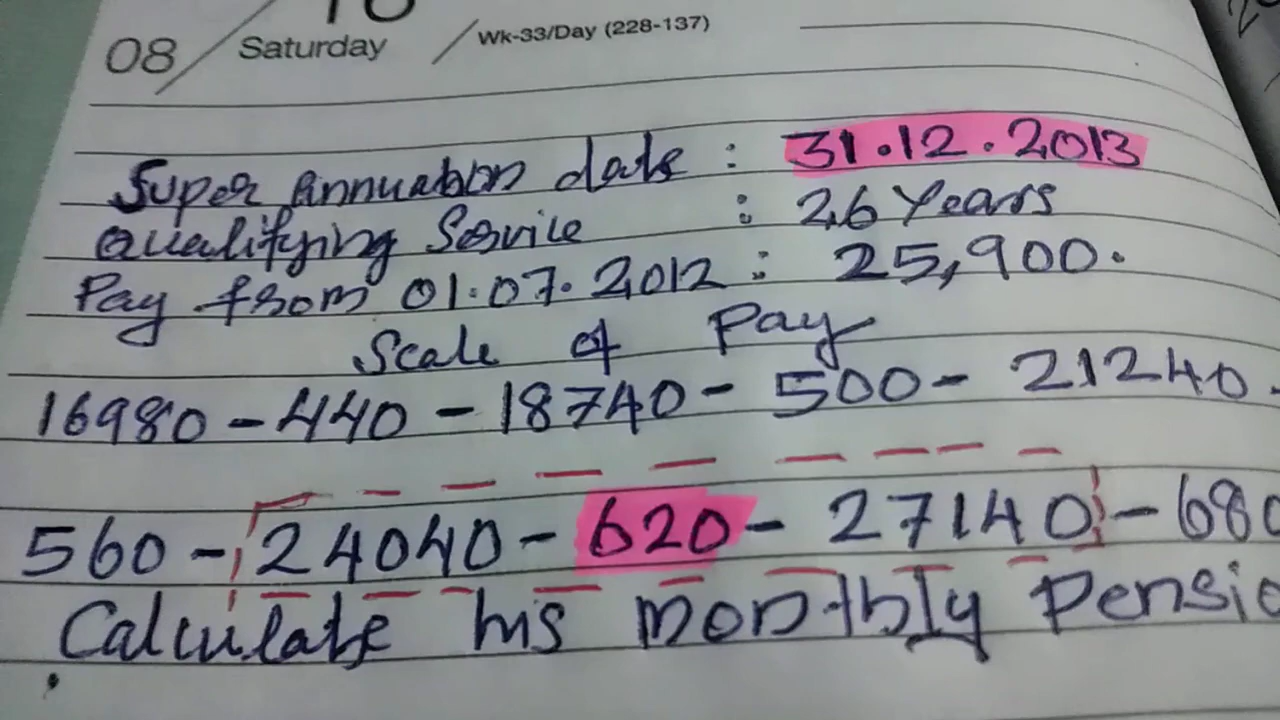 08 Saturday Wk-33/Day (228-137)
Super Annuation date : 31.12.2013
Qualifying Service : 26 Years
Pay from 01.07.2012 : 25,900.
Scale of Pay
16980 - 440 - 18740 - 500 - 21240.
560 - 24040 - 620 - 27140 - 680
Calculate his monthly Pensio